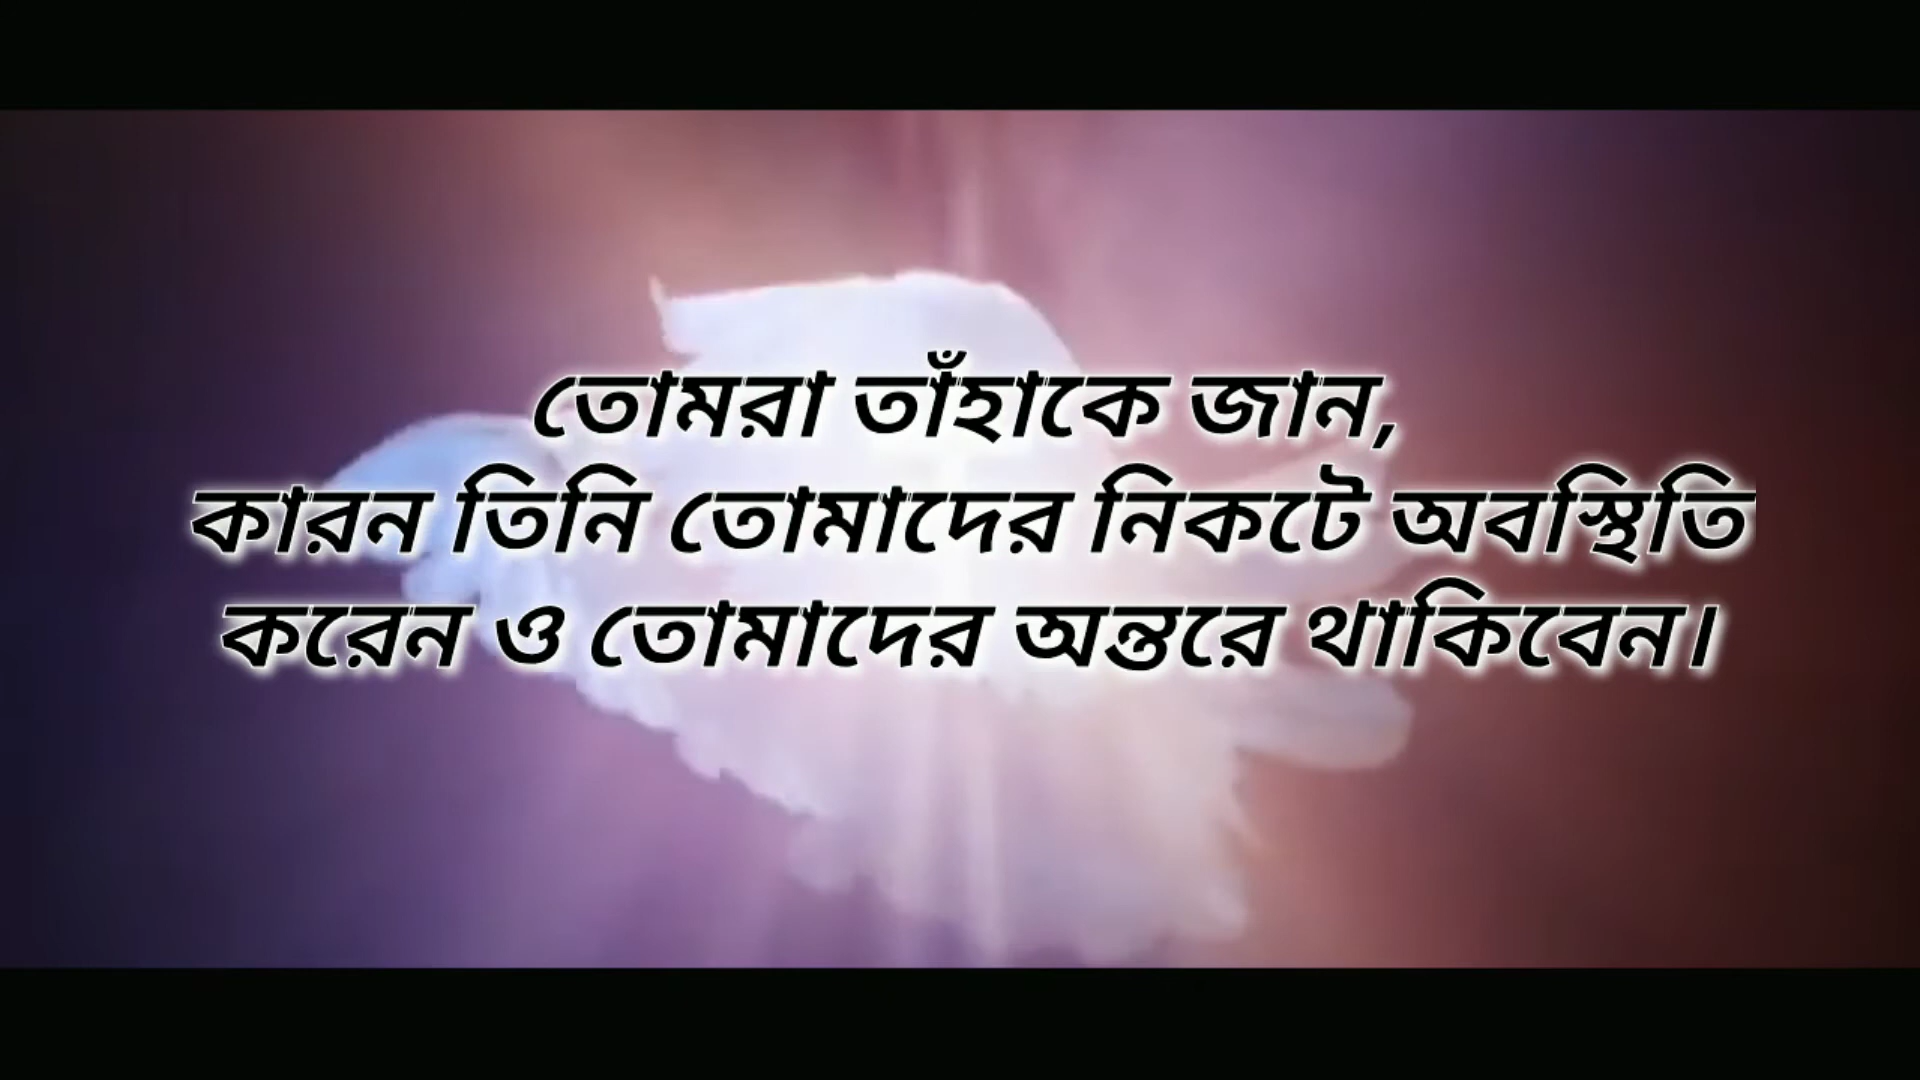 তোমরা তাঁহাকে জান,
কারন তিনি তোমাদের নিকটে অবস্থিতি
করেন ও তোমাদের অন্তরে থাকিবেন।